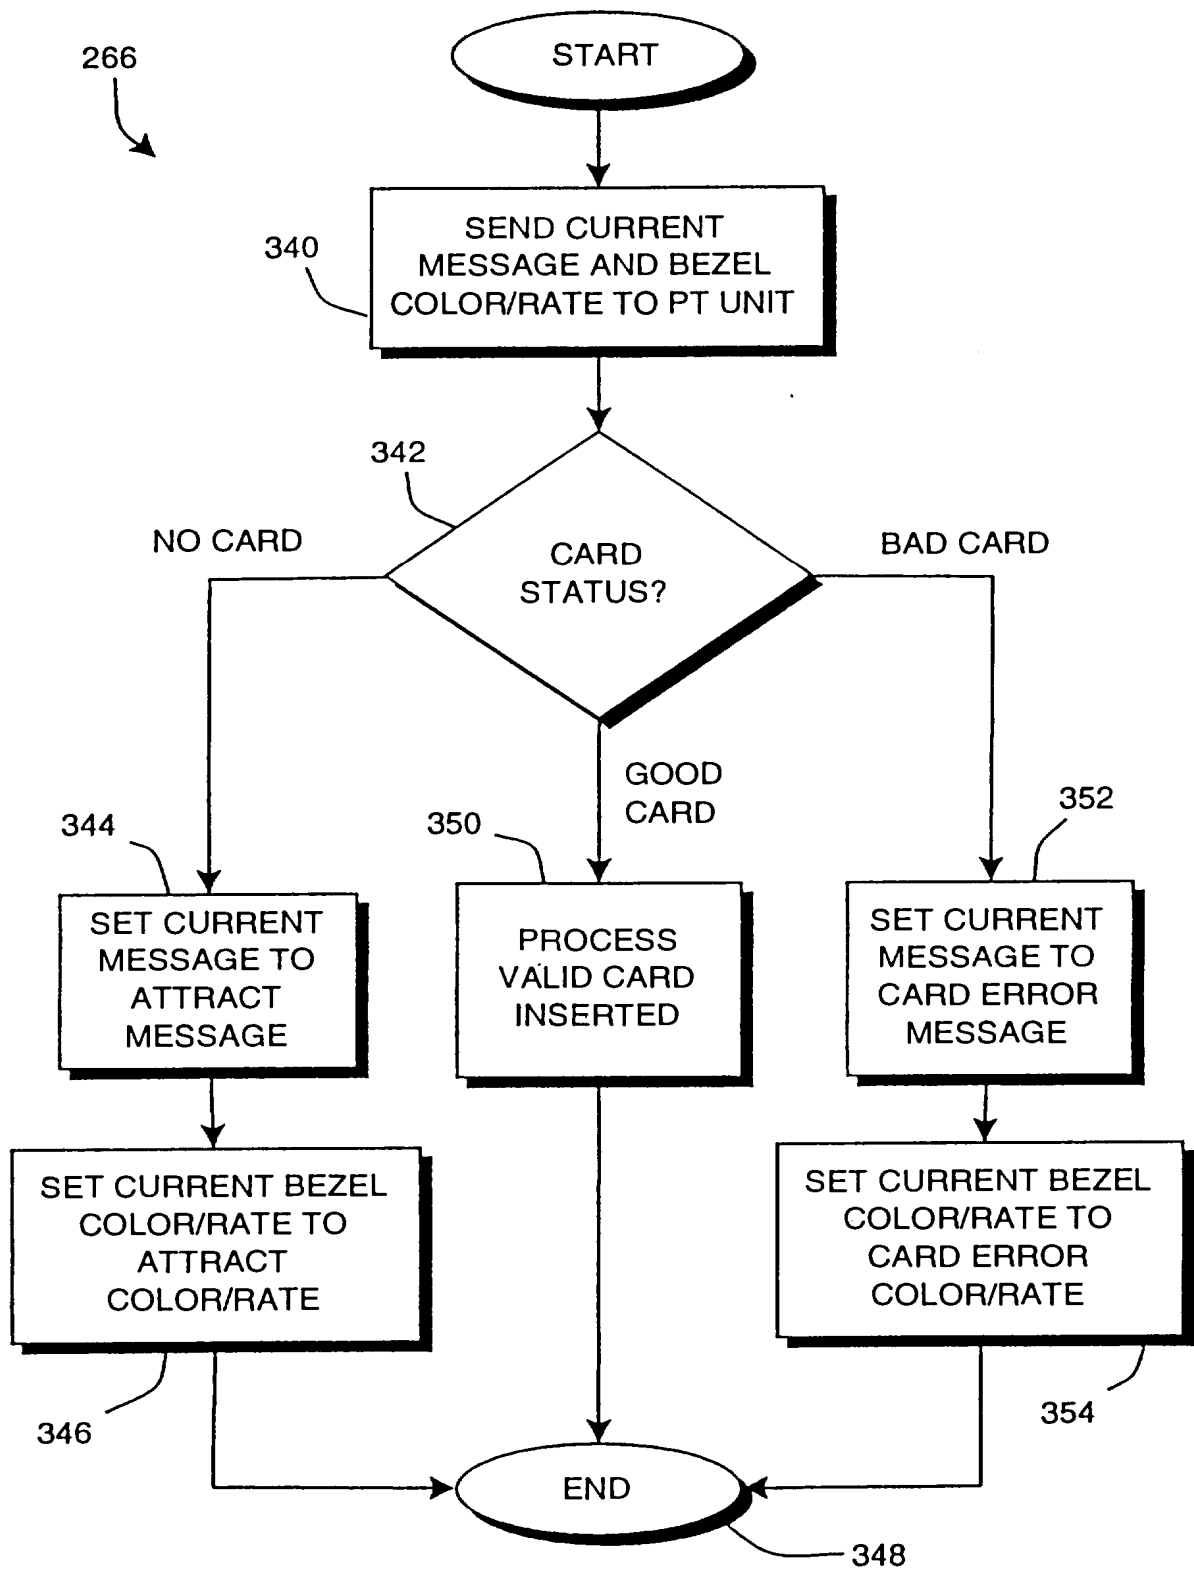 START
266
SEND CURRENT
MESSAGE AND BEZEL
COLOR/RATE TO PT UNIT
340
342
CARD
STATUS?
NO CARD
BAD CARD
GOOD
CARD
344
350
352
SET CURRENT
MESSAGE TO
ATTRACT
MESSAGE
PROCESS
VALID CARD
INSERTED
SET CURRENT
MESSAGE TO
CARD ERROR
MESSAGE
SET CURRENT BEZEL
COLOR/RATE TO
ATTRACT
COLOR/RATE
SET CURRENT BEZEL
COLOR/RATE TO
CARD ERROR
COLOR/RATE
346
354
END
348